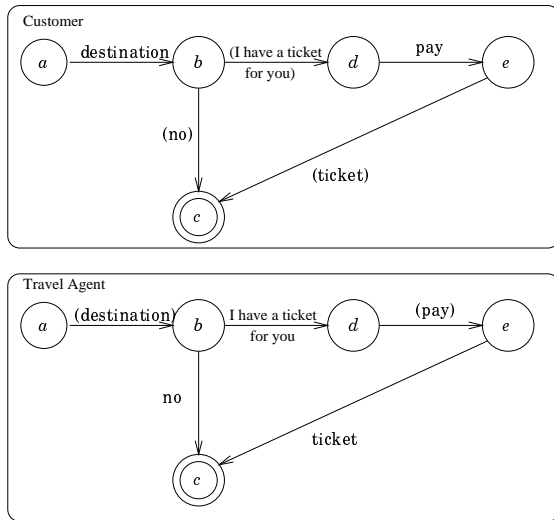 Customer
a
destination
b
(I have a ticket
for you)
d
pay
e
(no)
(ticket)
c
Travel Agent
a
(destination)
b
I have a ticket
for you
d
(pay)
e
no
ticket
c